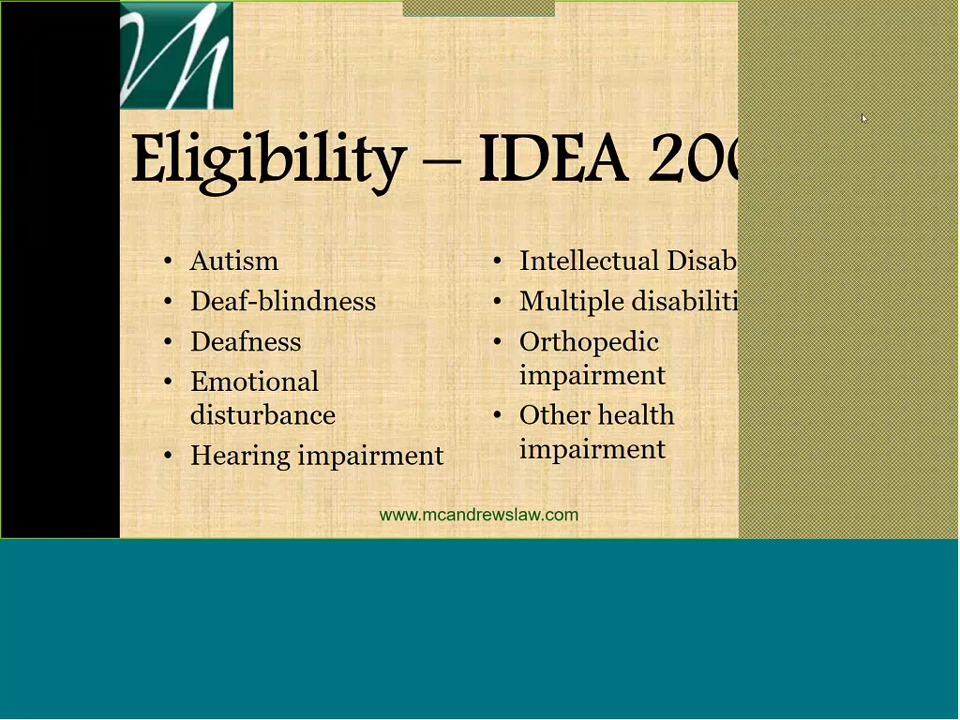 Eligibility – IDEA 200
• Autism
• Deaf-blindness
• Deafness
• Emotional
disturbance
• Hearing impairment
• Intellectual Disab
• Multiple disabiliti
• Orthopedic
impairment
• Other health
impairment
www.mcandrewslaw.com